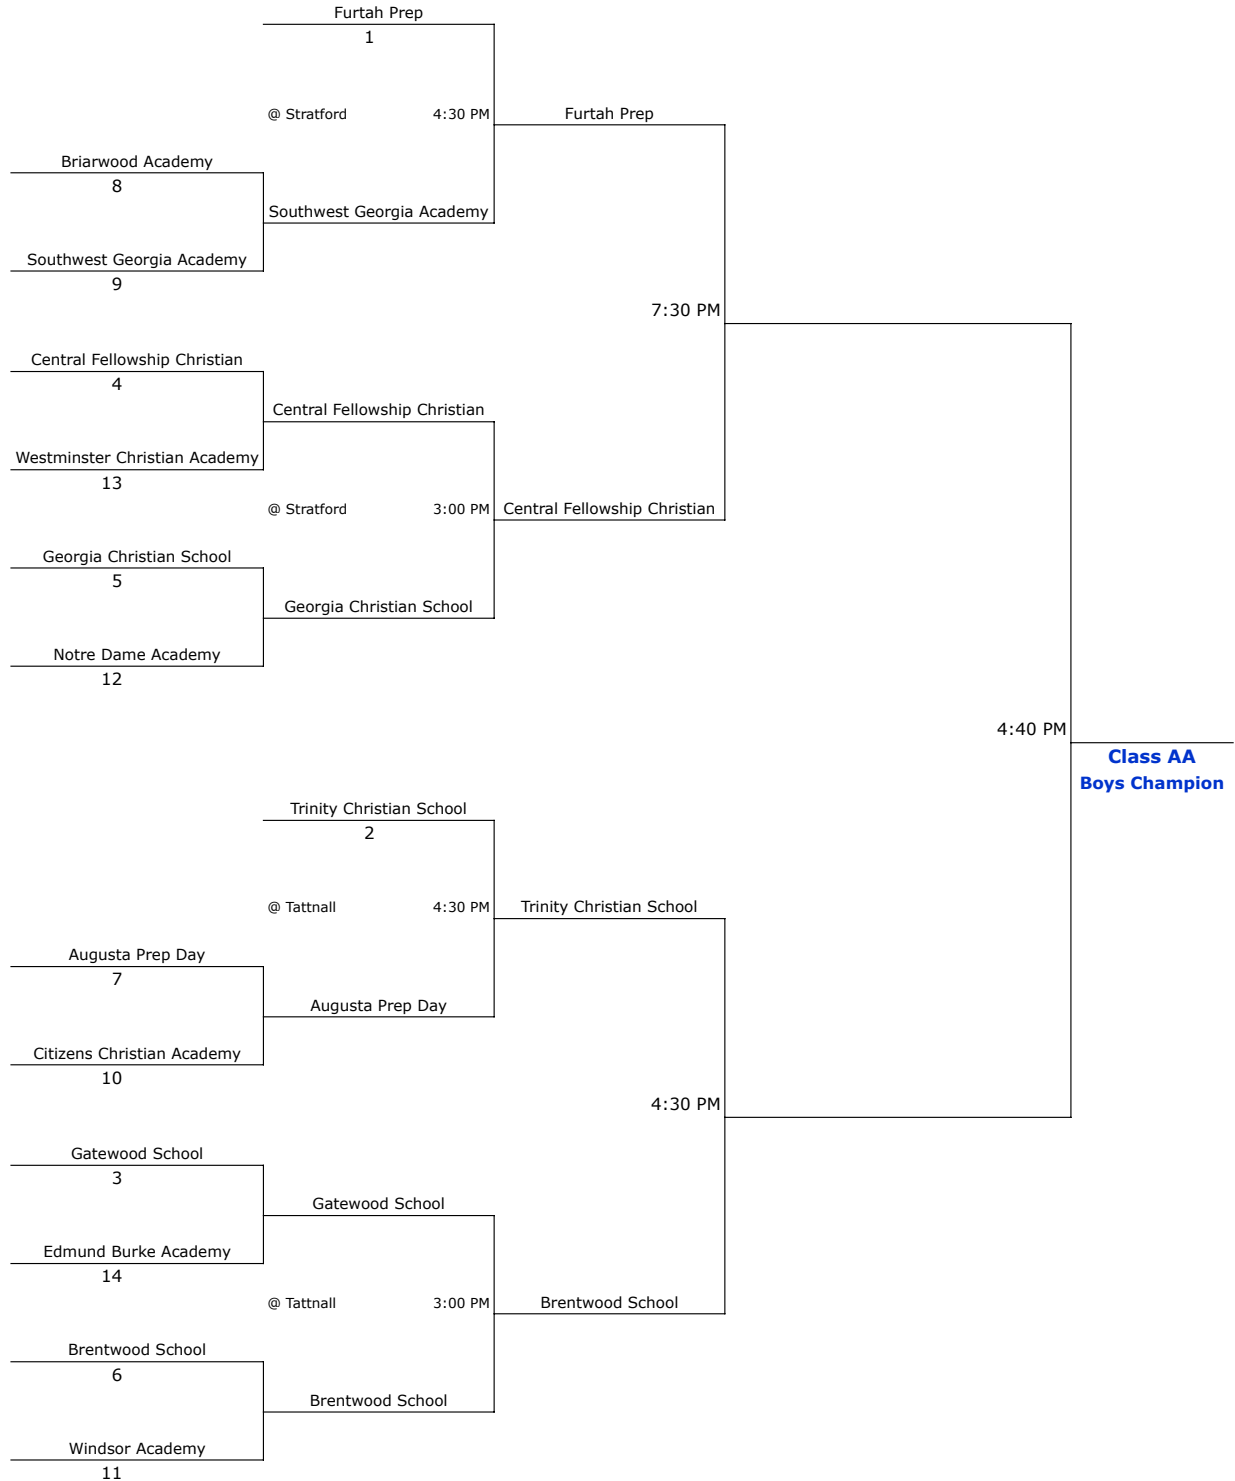 Furtah Prep
1
@ Stratford 4:30 PM Furtah Prep
Briarwood Academy
8
Southwest Georgia Academy
Southwest Georgia Academy
9
7:30 PM
Central Fellowship Christian
4
Central Fellowship Christian
Westminster Christian Academy
13
@ Stratford 3:00 PM Central Fellowship Christian
Georgia Christian School
5
Georgia Christian School
Notre Dame Academy
12
4:40 PM
Class AA
Boys Champion
Trinity Christian School
2
@ Tattnall 4:30 PM Trinity Christian School
Augusta Prep Day
7
Augusta Prep Day
Citizens Christian Academy
10
4:30 PM
Gatewood School
3
Gatewood School
Edmund Burke Academy
14
@ Tattnall 3:00 PM Brentwood School
Brentwood School
6
Brentwood School
Windsor Academy
11